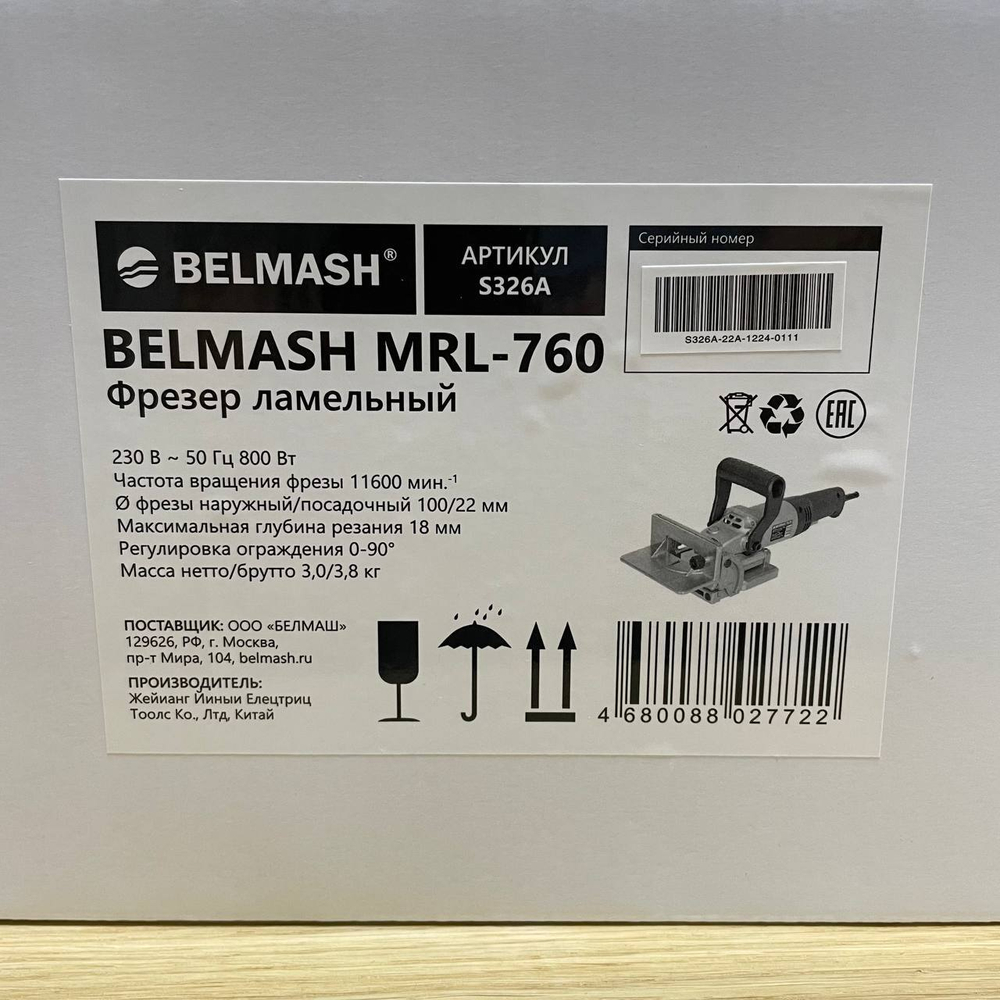 BELMASH®
АРТИКУЛ
S326A
Серийный номер
S326A-22A-1224-0111
BELMASH MRL-760
Фрезер ламельный
EAC
230 В ~ 50 Гц 800 Вт
Частота вращения фрезы 11600 мин.⁻¹
Ø фрезы наружный/посадочный 100/22 мм
Максимальная глубина резания 18 мм
Регулировка ограждения 0-90°
Масса нетто/брутто 3,0/3,8 кг
ПОСТАВЩИК: ООО «БЕЛМАШ»
129626, РФ, г. Москва,
пр-т Мира, 104, belmash.ru
ПРОИЗВОДИТЕЛЬ:
Жейианг Йиныи Елецтриц
Тоолс Ко., Лтд, Китай
4 680088 027722